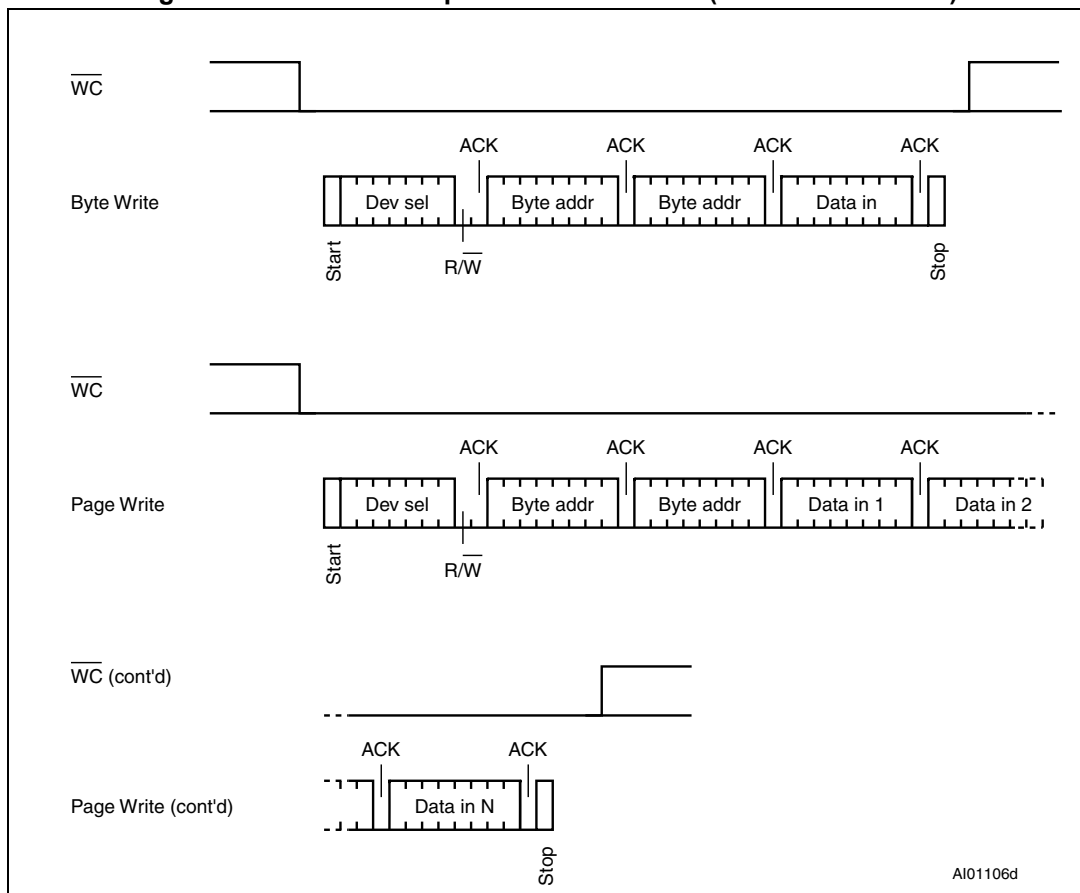 WC
ACK ACK ACK ACK
Byte Write Dev sel Byte addr Byte addr Data in
Start R/W Stop
WC
ACK ACK ACK ACK
Page Write Dev sel Byte addr Byte addr Data in 1 Data in 2
Start R/W
WC (cont'd)
ACK ACK
Page Write (cont'd) Data in N
Stop
AI01106d